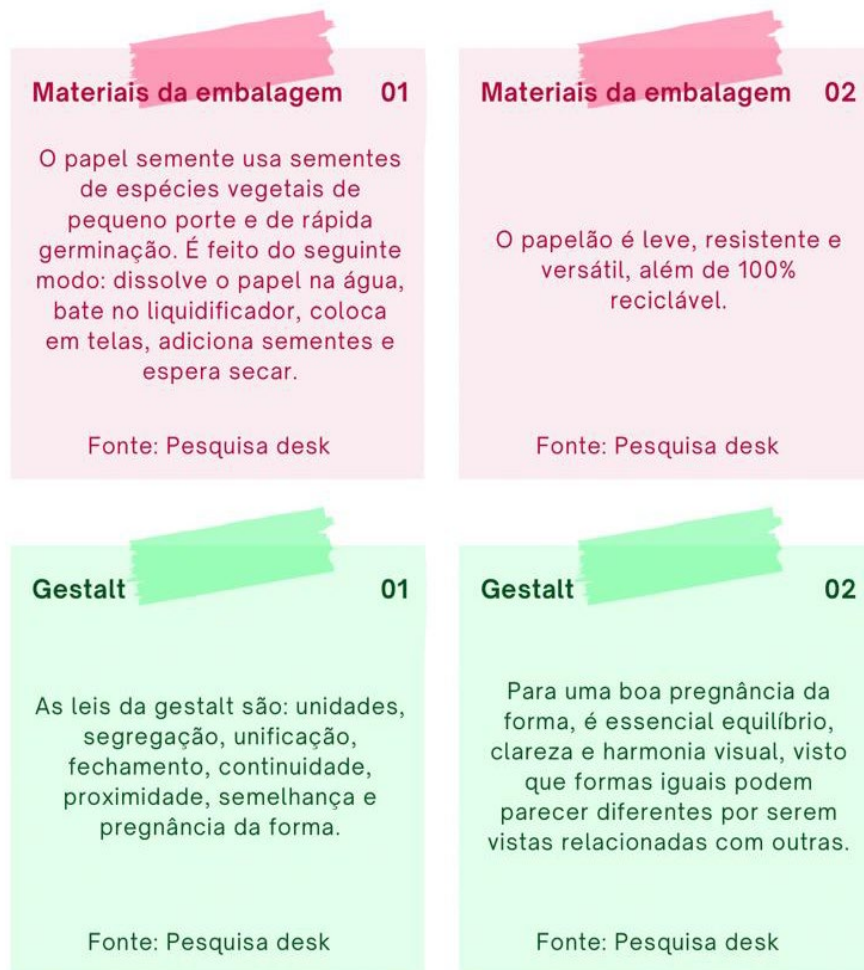 Materiais da embalagem 01
O papel semente usa sementes
de espécies vegetais de
pequeno porte e de rápida
germinação. É feito do seguinte
modo: dissolve o papel na água,
bate no liquidificador, coloca
em telas, adiciona sementes e
espera secar.
Fonte: Pesquisa desk
Materiais da embalagem 02
O papelão é leve, resistente e
versátil, além de 100%
reciclável.
Fonte: Pesquisa desk
Gestalt 01
As leis da gestalt são: unidades,
segregação, unificação,
fechamento, continuidade,
proximidade, semelhança e
pregnância da forma.
Fonte: Pesquisa desk
Gestalt 02
Para uma boa pregnância da
forma, é essencial equilíbrio,
clareza e harmonia visual, visto
que formas iguais podem
parecer diferentes por serem
vistas relacionadas com outras.
Fonte: Pesquisa desk